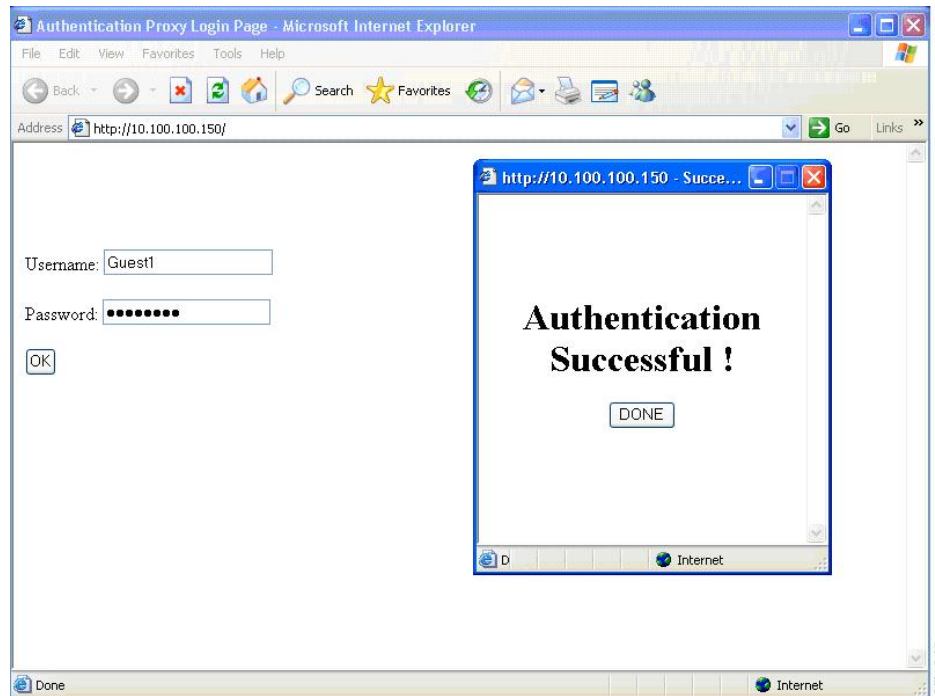 Authentication Proxy Login Page - Microsoft Internet Explorer
File Edit View Favorites Tools Help
Back Search Favorites
Address http://10.100.100.150/ Go Links »
http://10.100.100.150 - Succe...
Username: Guest1
Password: ●●●●●●●●
OK
Authentication
Successful !
DONE
D Internet
Done Internet